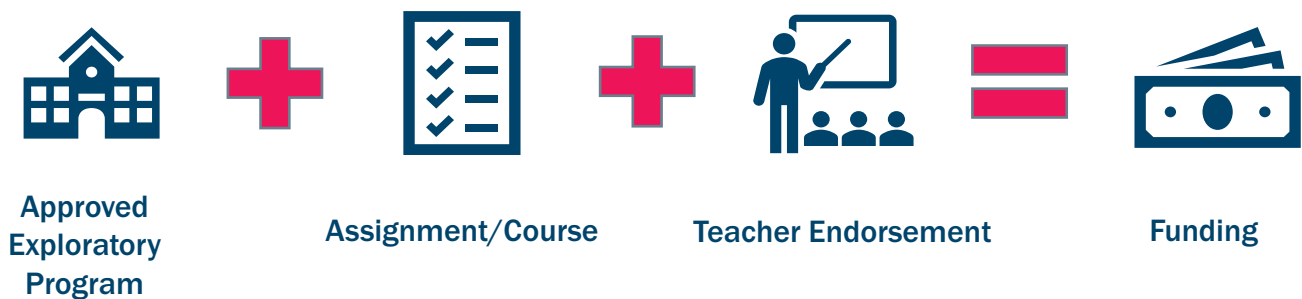 Approved
Exploratory
Program
Assignment/Course
Teacher Endorsement
Funding